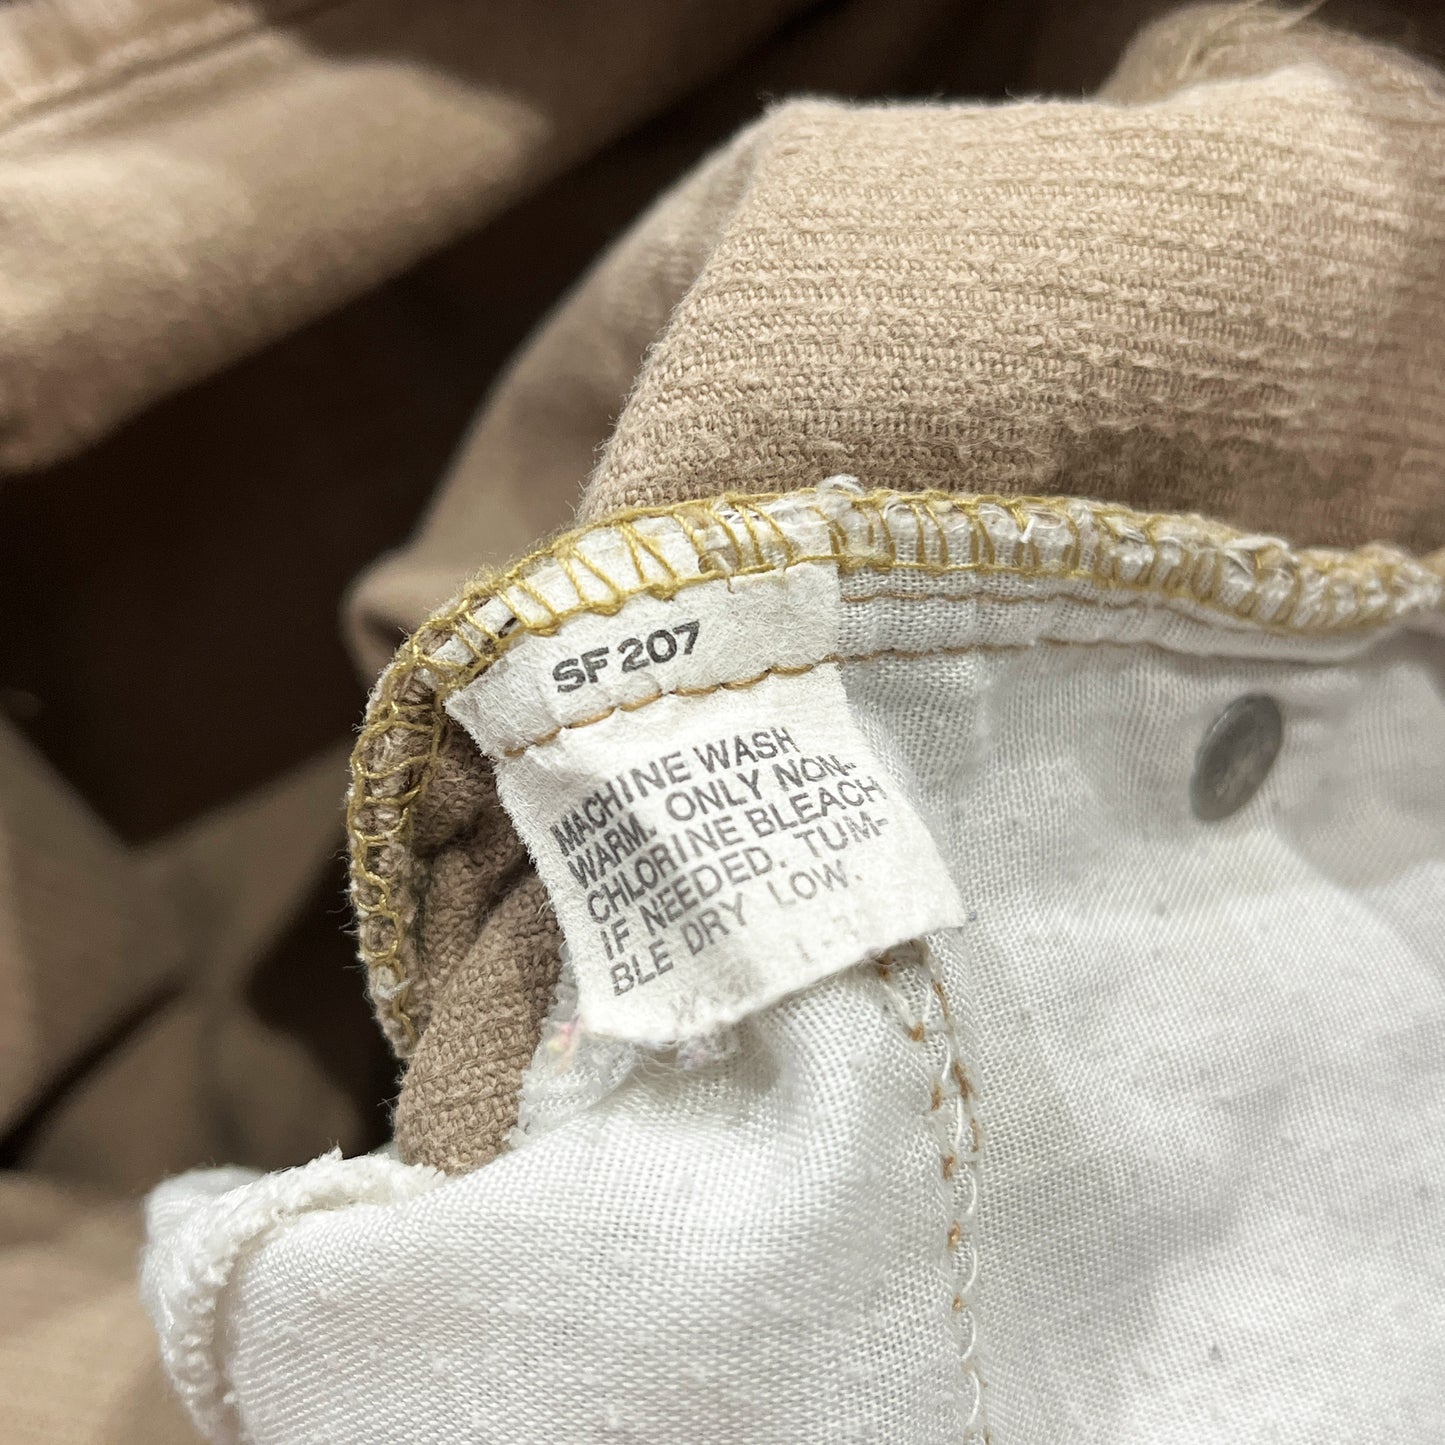 SF 207
MACHINE WASH
WARM. ONLY NON-
CHLORINE BLEACH
IF NEEDED. TUM-
BLE DRY LOW.